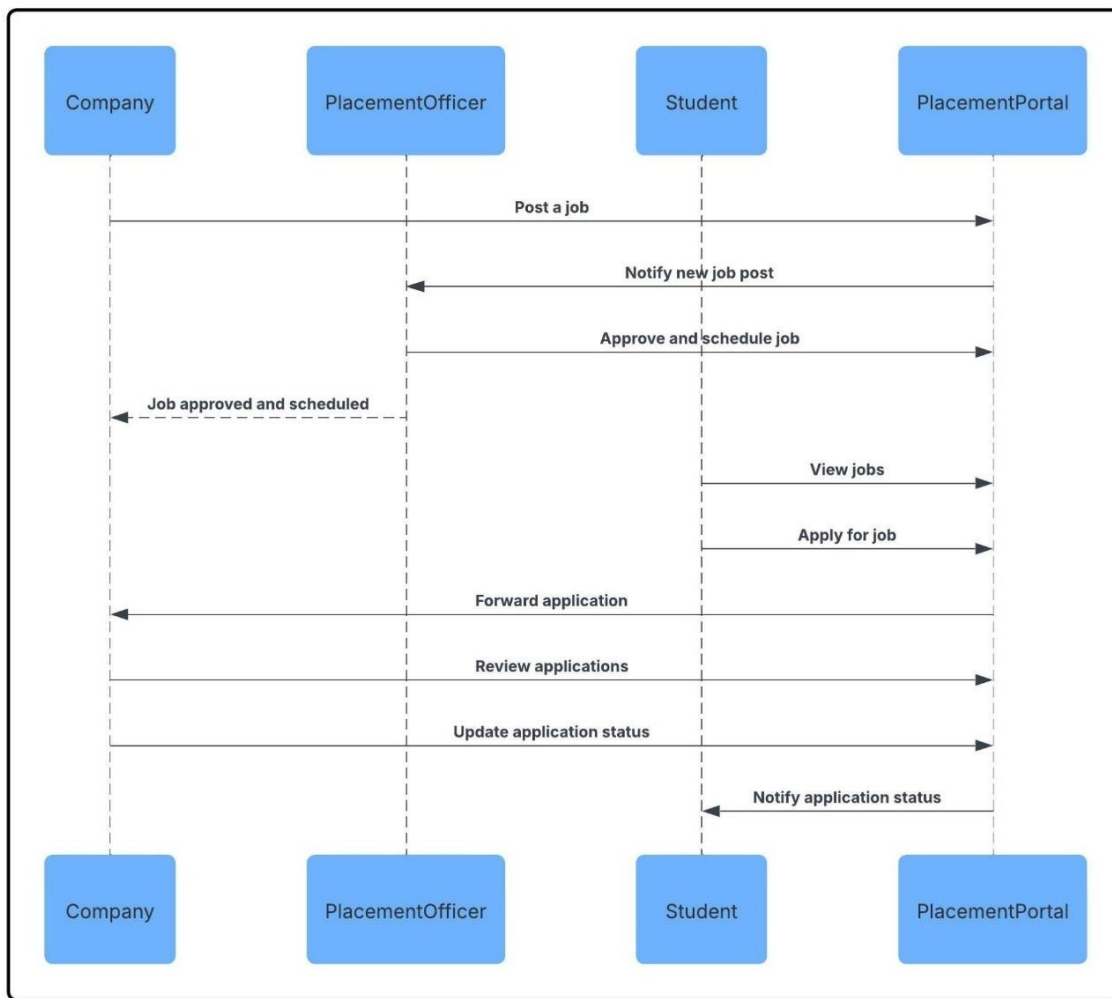 Company
PlacementOfficer
Student
PlacementPortal
Post a job
Notify new job post
Approve and schedule job
Job approved and scheduled
View jobs
Apply for job
Forward application
Review applications
Update application status
Notify application status
Company
PlacementOfficer
Student
PlacementPortal